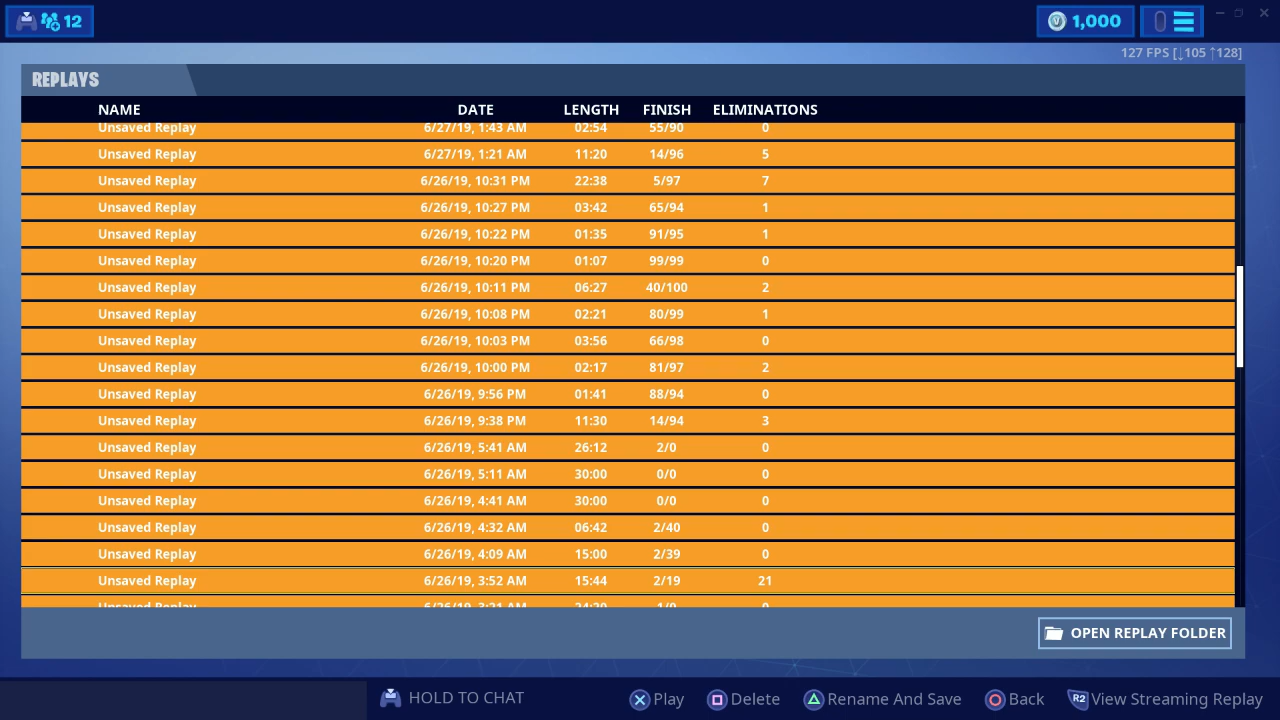 12
1,000
127 FPS [↓105 ↑128]
REPLAYS
NAME DATE LENGTH FINISH ELIMINATIONS
Unsaved Replay 6/27/19, 1:43 AM 02:54 55/90 0
Unsaved Replay 6/27/19, 1:21 AM 11:20 14/96 5
Unsaved Replay 6/26/19, 10:31 PM 22:38 5/97 7
Unsaved Replay 6/26/19, 10:27 PM 03:42 65/94 1
Unsaved Replay 6/26/19, 10:22 PM 01:35 91/95 1
Unsaved Replay 6/26/19, 10:20 PM 01:07 99/99 0
Unsaved Replay 6/26/19, 10:11 PM 06:27 40/100 2
Unsaved Replay 6/26/19, 10:08 PM 02:21 80/99 1
Unsaved Replay 6/26/19, 10:03 PM 03:56 66/98 0
Unsaved Replay 6/26/19, 10:00 PM 02:17 81/97 2
Unsaved Replay 6/26/19, 9:56 PM 01:41 88/94 0
Unsaved Replay 6/26/19, 9:38 PM 11:30 14/94 3
Unsaved Replay 6/26/19, 5:41 AM 26:12 2/0 0
Unsaved Replay 6/26/19, 5:11 AM 30:00 0/0 0
Unsaved Replay 6/26/19, 4:41 AM 30:00 0/0 0
Unsaved Replay 6/26/19, 4:32 AM 06:42 2/40 0
Unsaved Replay 6/26/19, 4:09 AM 15:00 2/39 0
Unsaved Replay 6/26/19, 3:52 AM 15:44 2/19 21
Unsaved Replay
OPEN REPLAY FOLDER
HOLD TO CHAT Play Delete Rename And Save Back R2 View Streaming Replay